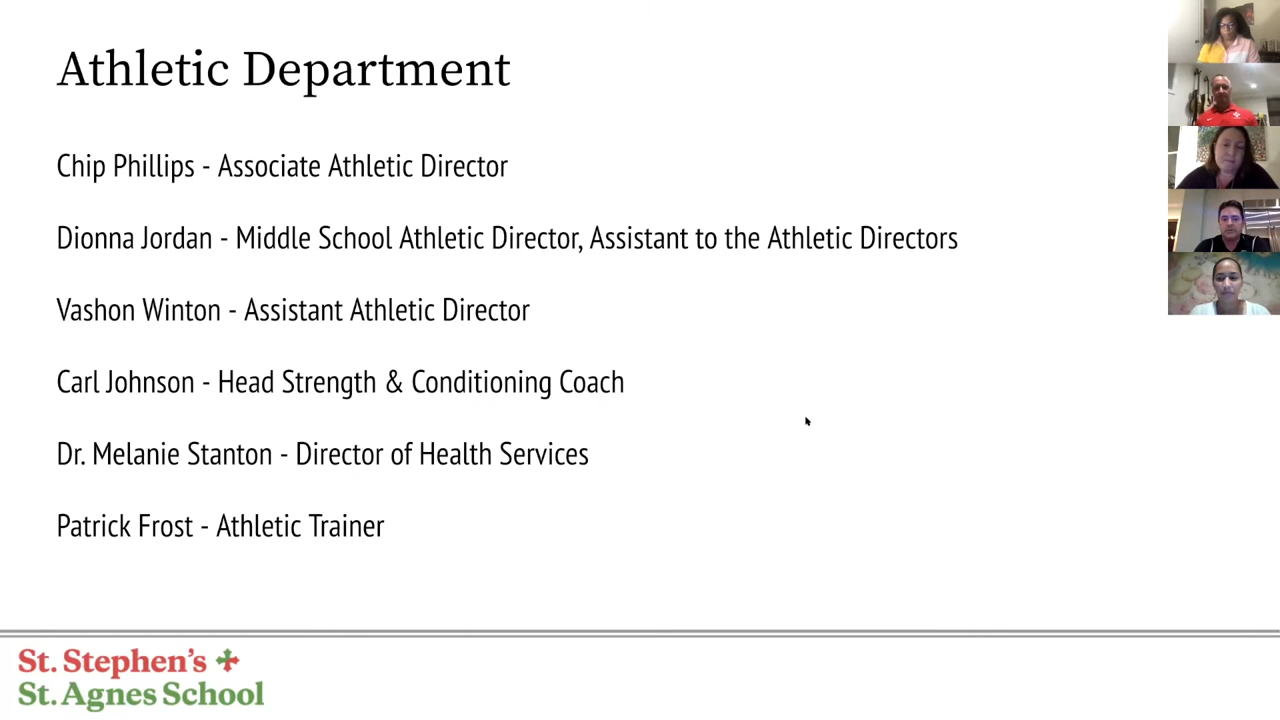 Athletic Department
Chip Phillips - Associate Athletic Director
Dionna Jordan - Middle School Athletic Director, Assistant to the Athletic Directors
Vashon Winton - Assistant Athletic Director
Carl Johnson - Head Strength & Conditioning Coach
Dr. Melanie Stanton - Director of Health Services
Patrick Frost - Athletic Trainer
St. Stephen's
St. Agnes School